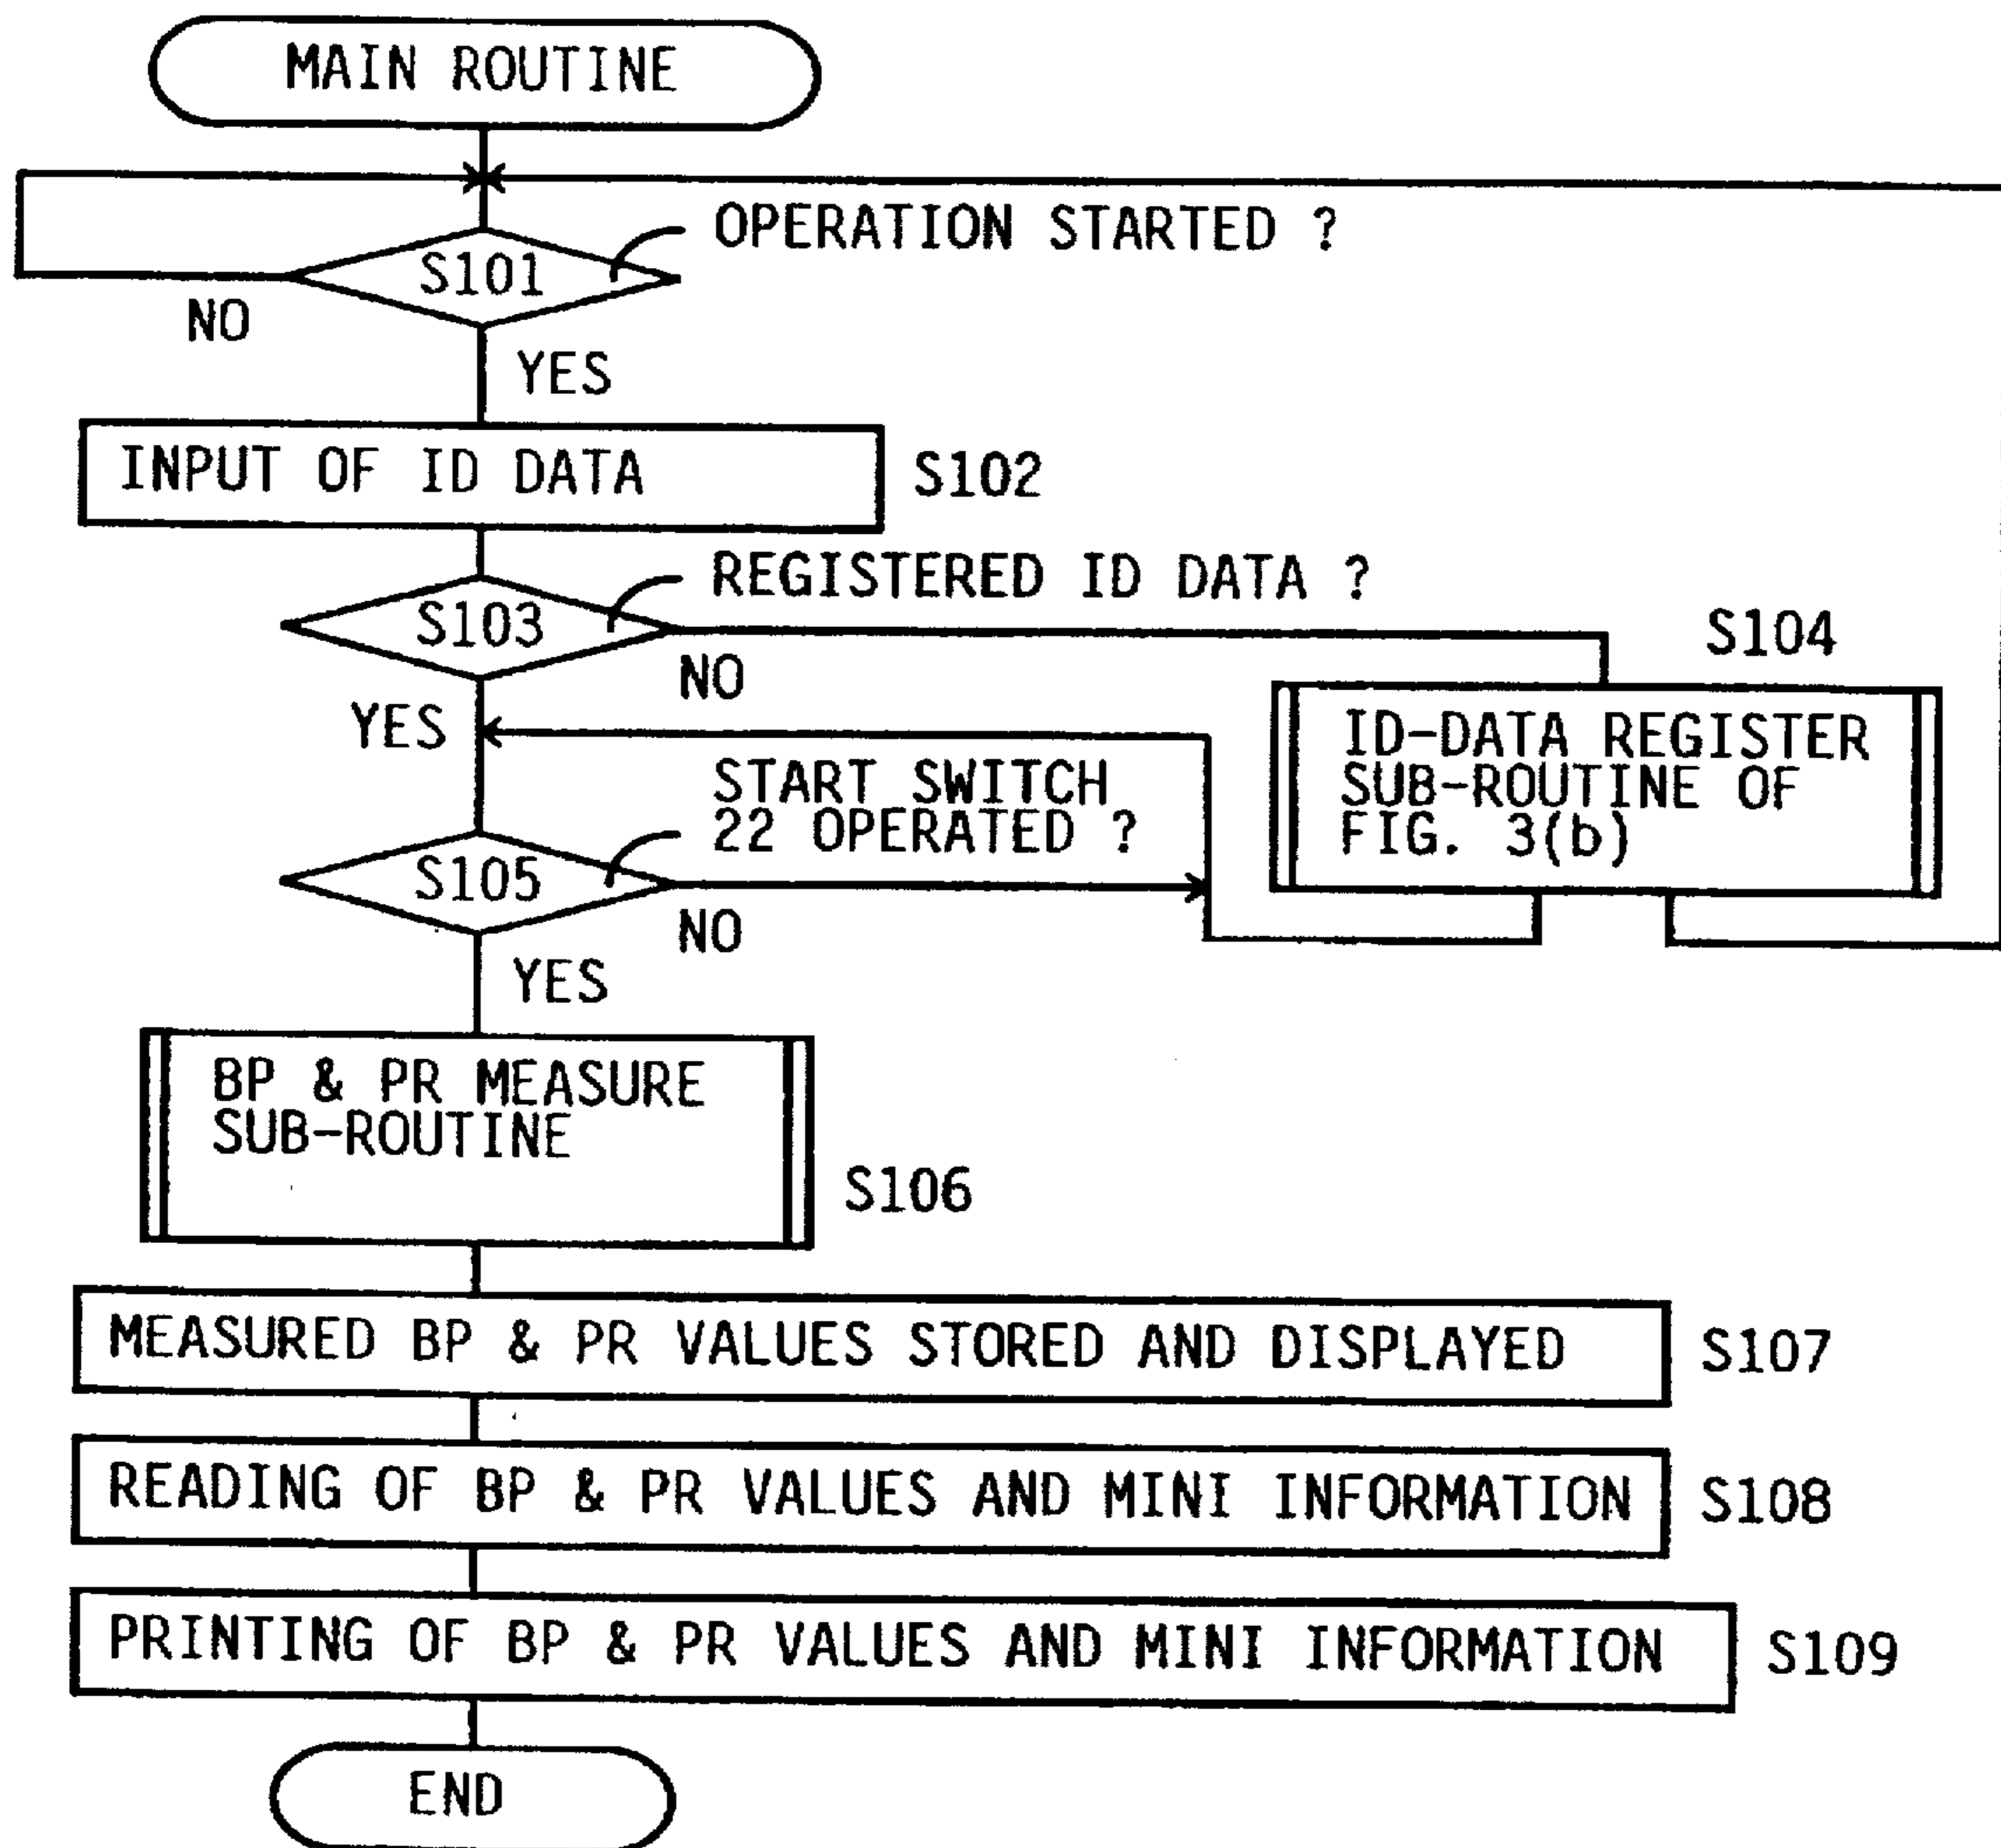 MAIN ROUTINE
OPERATION STARTED ?
S101
NO
YES
INPUT OF ID DATA
S102
REGISTERED ID DATA ?
S103
NO
S104
YES
ID-DATA REGISTER
SUB-ROUTINE OF
FIG. 3(b)
START SWITCH
22 OPERATED ?
S105
NO
YES
BP & PR MEASURE
SUB-ROUTINE
S106
MEASURED BP & PR VALUES STORED AND DISPLAYED
S107
READING OF BP & PR VALUES AND MINI INFORMATION
S108
PRINTING OF BP & PR VALUES AND MINI INFORMATION
S109
END